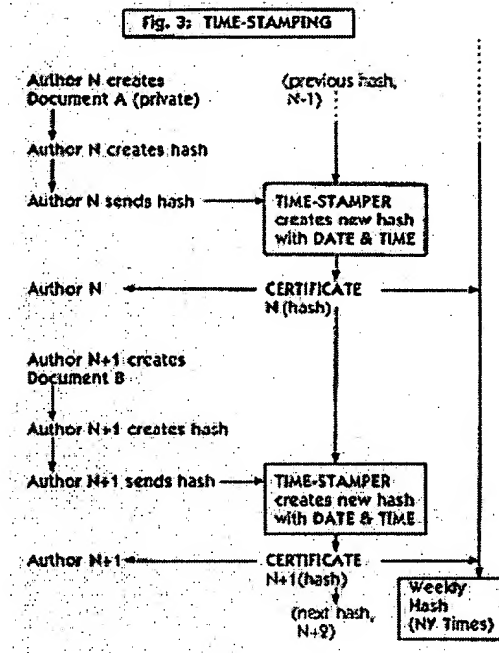 Fig. 3: TIME-STAMPING
Author N creates
Document A (private)
(previous hash,
N-1)
Author N creates hash
Author N sends hash
TIME-STAMPER
creates new hash
with DATE & TIME
Author N
CERTIFICATE
N (hash)
Author N+1 creates
Document B
Author N+1 creates hash
Author N+1 sends hash
TIME-STAMPER
creates new hash
with DATE & TIME
Author N+1
CERTIFICATE
N+1(hash)
(next hash,
N+2)
Weekly
Hash
(NY Times)